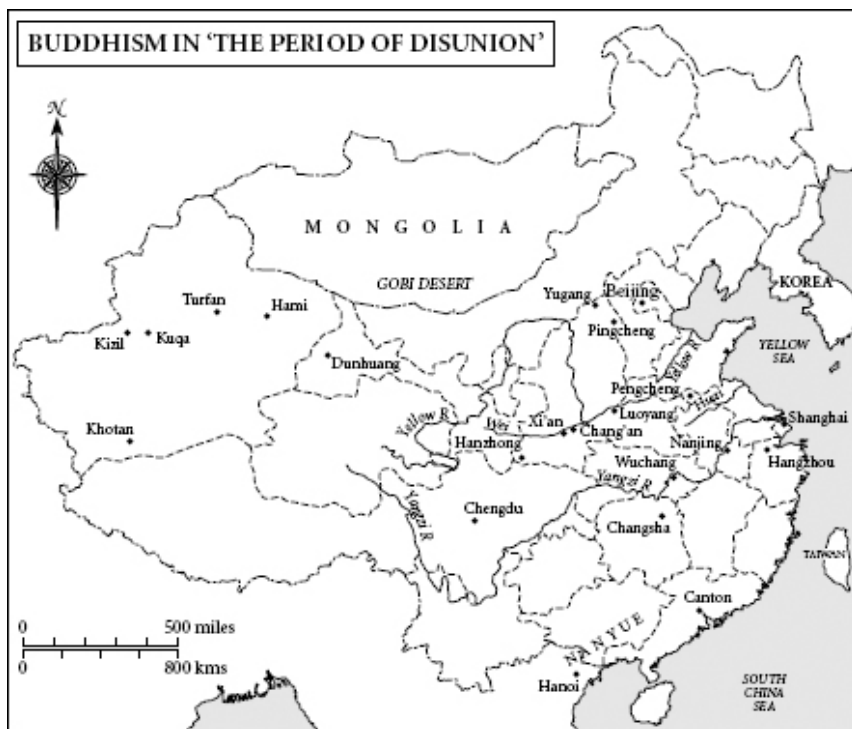 BUDDHISM IN 'THE PERIOD OF DISUNION'
N
MONGOLIA
GOBI DESERT
KOREA
Turfan
Hami
Yugang
Beijing
Kizil
Kuqa
Pingcheng
YELLOW
SEA
Dunhuang
Yellow R
Pengcheng
Huai
Khotan
Yellow R
Wei
Xi'an
Luoyang
Shanghai
Hanzhong
Chang'an
Nanjing
Wuchang
Hangzhou
Yangzi R
Yangzi R
Chengdu
Changsha
TAIWAN
Canton
0 500 miles
0 800 kms
NANYUE
Hanoi
SOUTH
CHINA
SEA